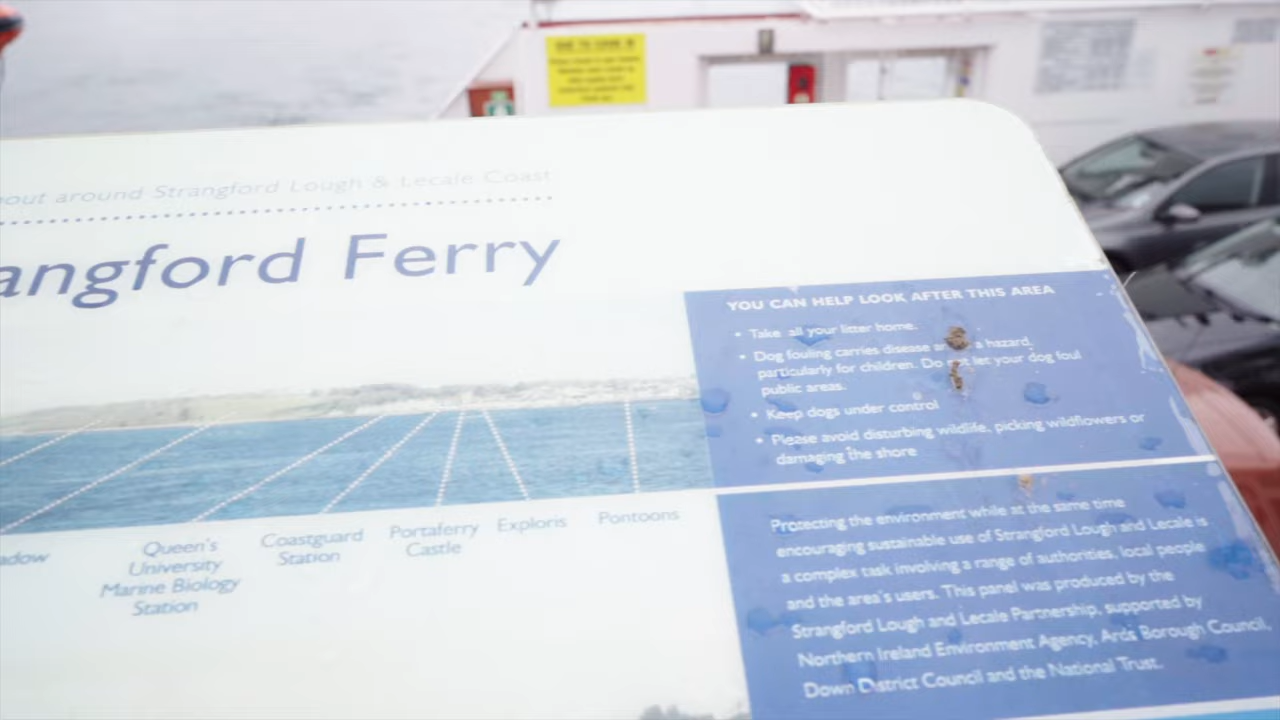 out around Strangford Lough & Lecale Coast
angford Ferry
YOU CAN HELP LOOK AFTER THIS AREA
• Take all your litter home.
• Dog fouling carries disease a hazard,
particularly for children. Do not let your dog foul
public areas.
• Keep dogs under control
• Please avoid disturbing wildlife, picking wildflowers or
damaging the shore
adow
Queen's
University
Marine Biology
Station
Coastguard
Station
Portaferry
Castle
Exploris
Pontoons
Protecting the environment while at the same time
encouraging sustainable use of Strangford Lough and Lecale is
a complex task involving a range of authorities, local people
and the area's users. This panel was produced by the
Strangford Lough and Lecale Partnership, supported by
Northern Ireland Environment Agency, Ards Borough Council,
Down District Council and the National Trust.